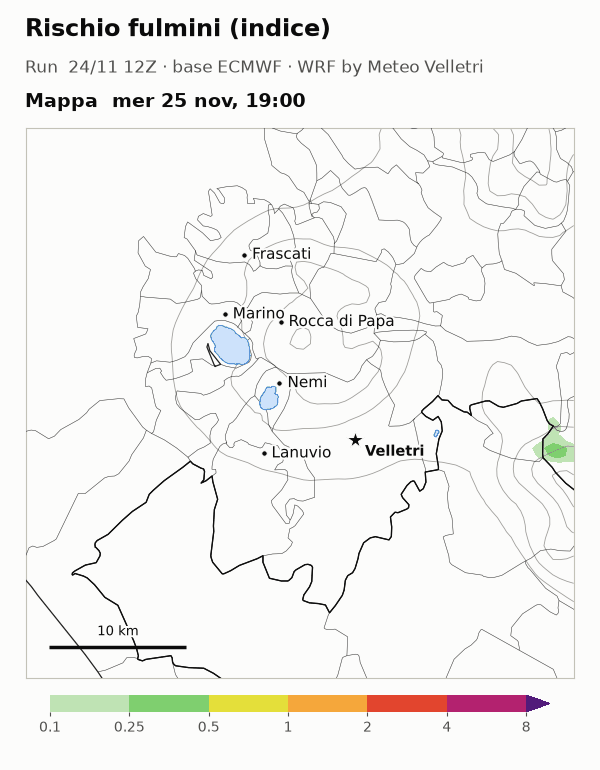 Rischio fulmini (indice)
Run  24/11 12Z · base ECMWF · WRF by Meteo Velletri
Mappa  mer 25 nov, 19:00
Frascati
Marino
Rocca di Papa
Nemi
Velletri
Lanuvio
10 km
0.1 0.25 0.5 1 2 4 8